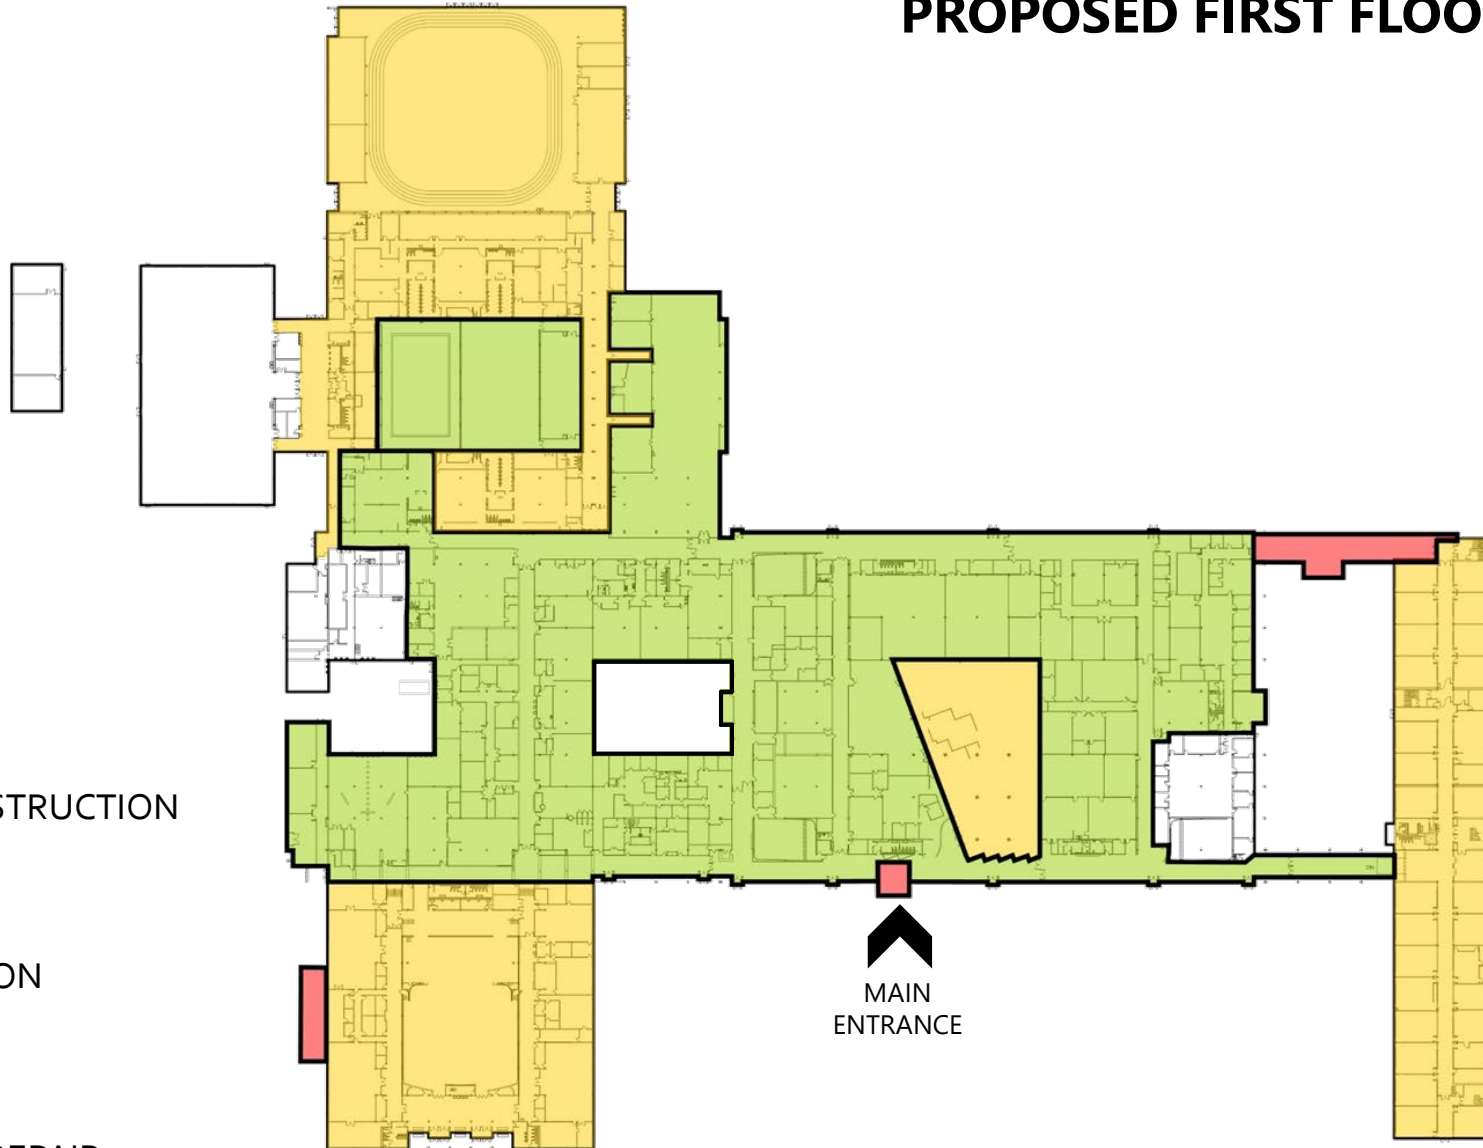 PROPOSED FIRST FLOO
STRUCTION
ON
MAIN
ENTRANCE